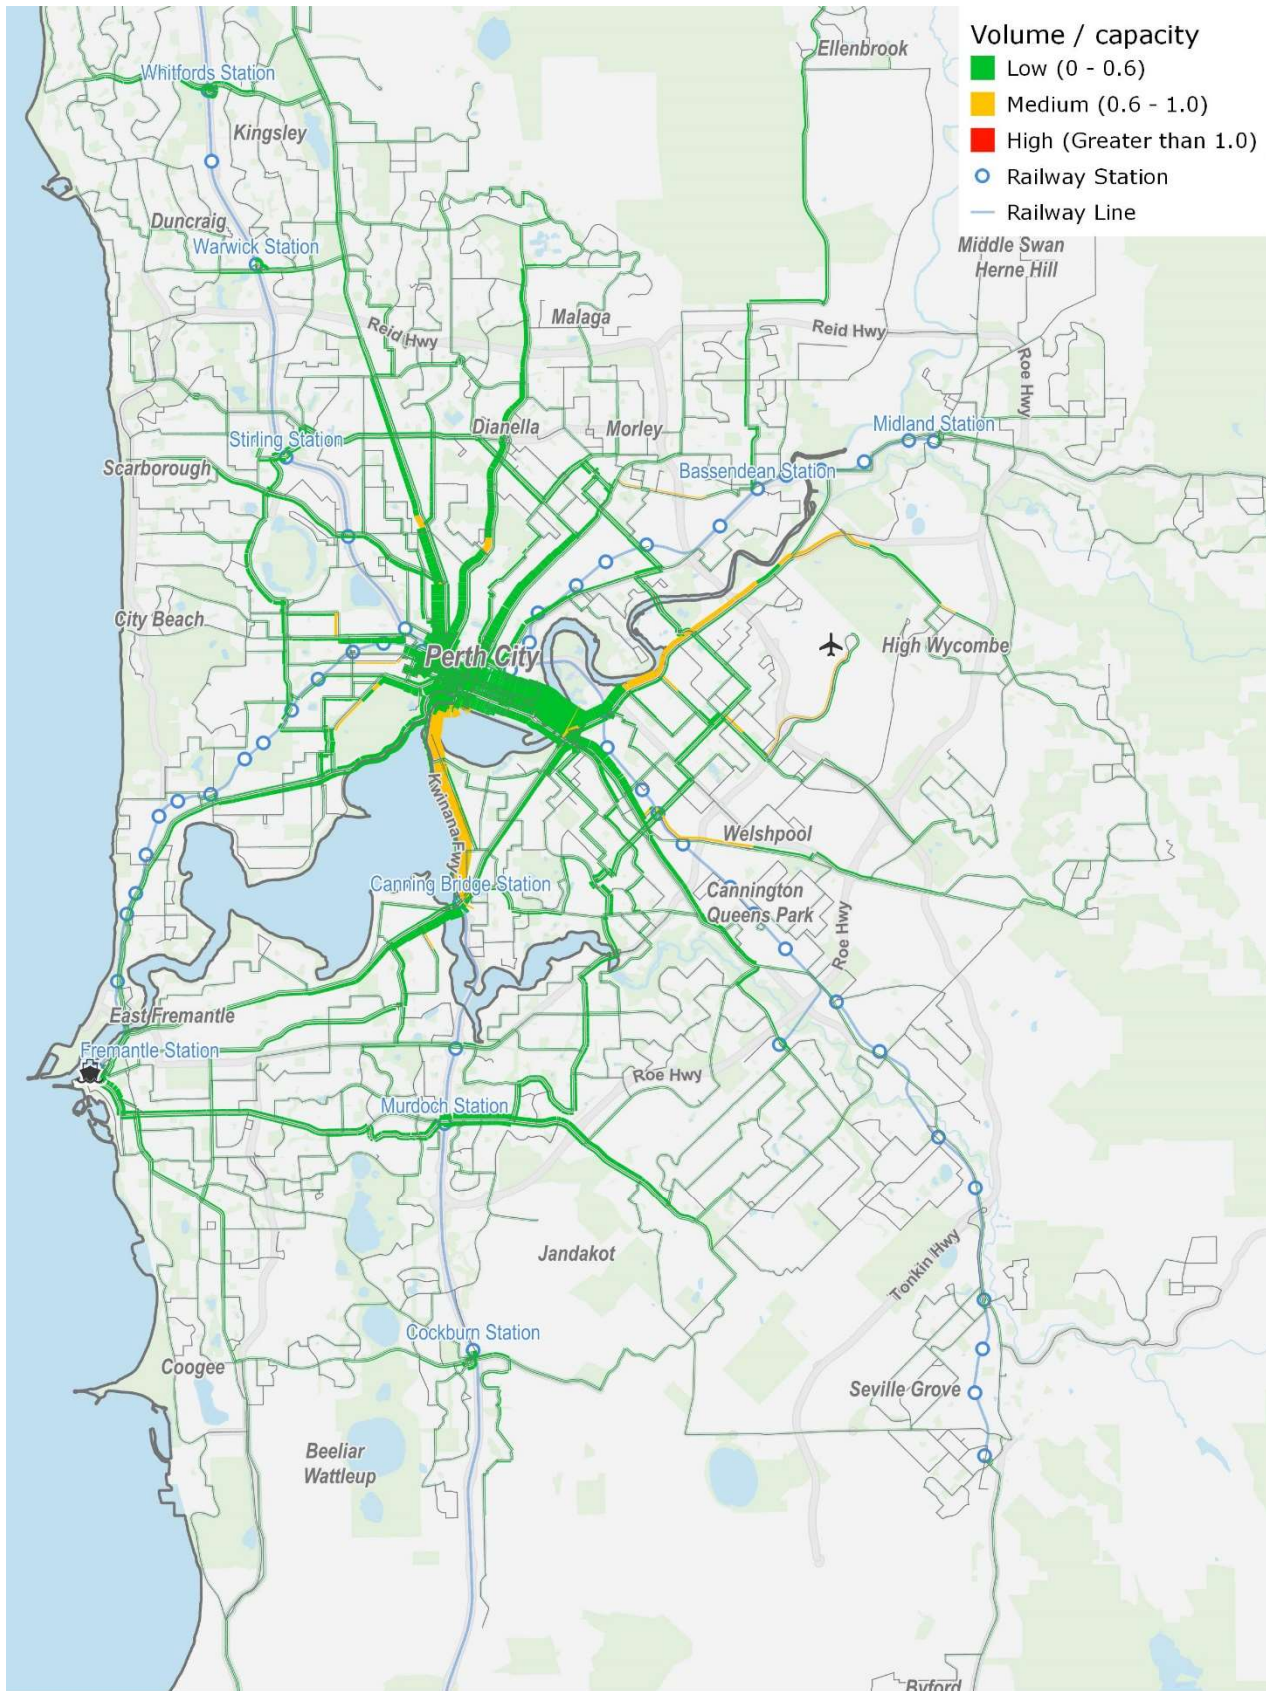 Volume / capacity
Low (0 - 0.6)
Medium (0.6 - 1.0)
High (Greater than 1.0)
Railway Station
Railway Line
Ellenbrook
Whitfords Station
Kingsley
Duncraig
Warwick Station
Middle Swan
Herne Hill
Malaga
Reid Hwy
Reid Hwy
Roe Hwy
Stirling Station
Dianella
Morley
Midland Station
Scarborough
Bassendean Station
City Beach
Perth City
High Wycombe
Kwinana Fwy
Welshpool
Canning Bridge Station
Cannington
Queens Park
Roe Hwy
East Fremantle
Fremantle Station
Roe Hwy
Murdoch Station
Jandakot
Tonkin Hwy
Cockburn Station
Coogee
Seville Grove
Beeliar
Wattleup
Byford